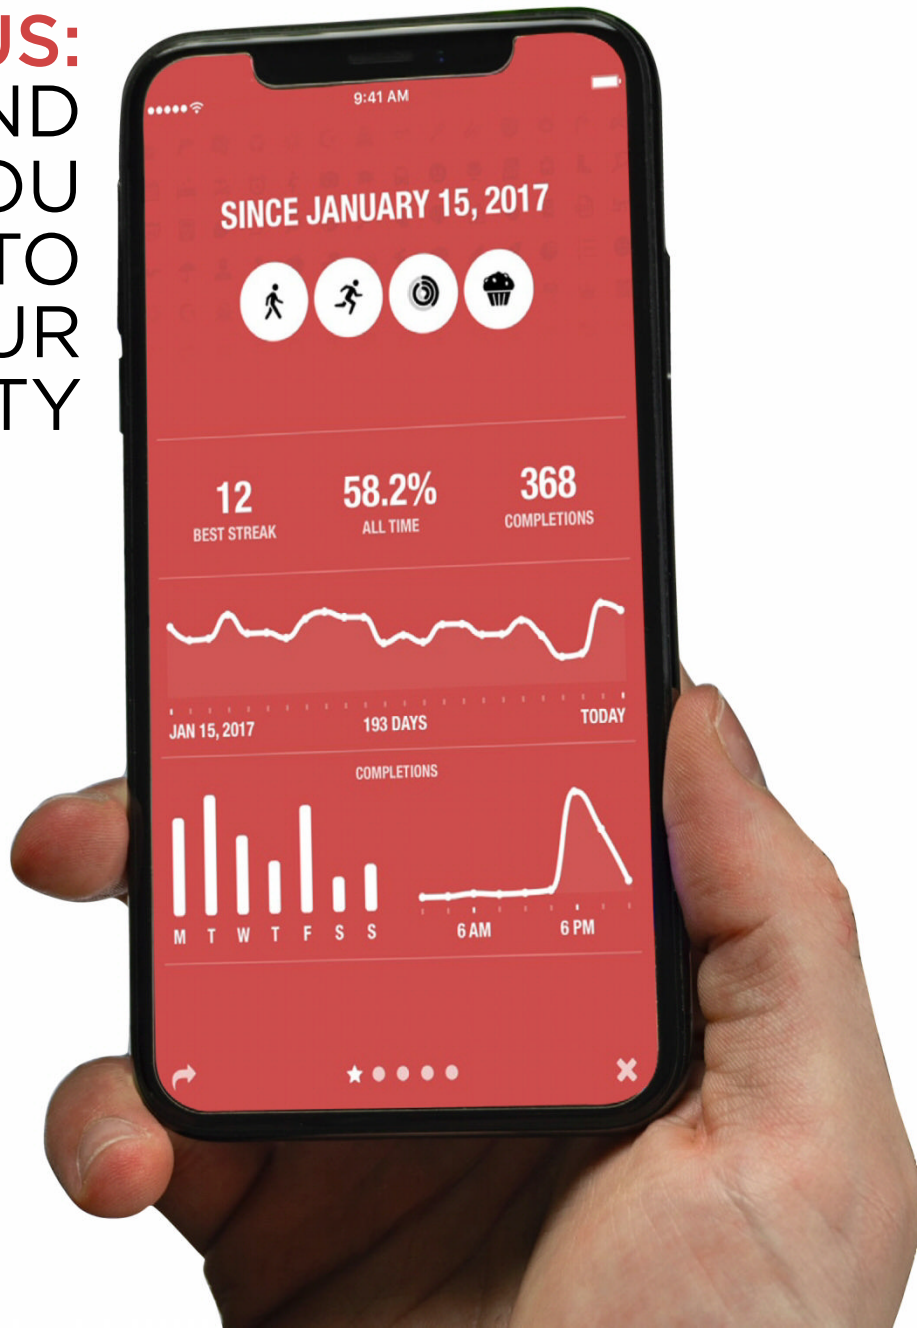 US:
ND
OU
TO
UR
TY
9:41 AM
SINCE JANUARY 15, 2017
12 58.2% 368
BEST STREAK ALL TIME COMPLETIONS
JAN 15, 2017 193 DAYS TODAY
COMPLETIONS
M T W T F S S 6 AM 6 PM